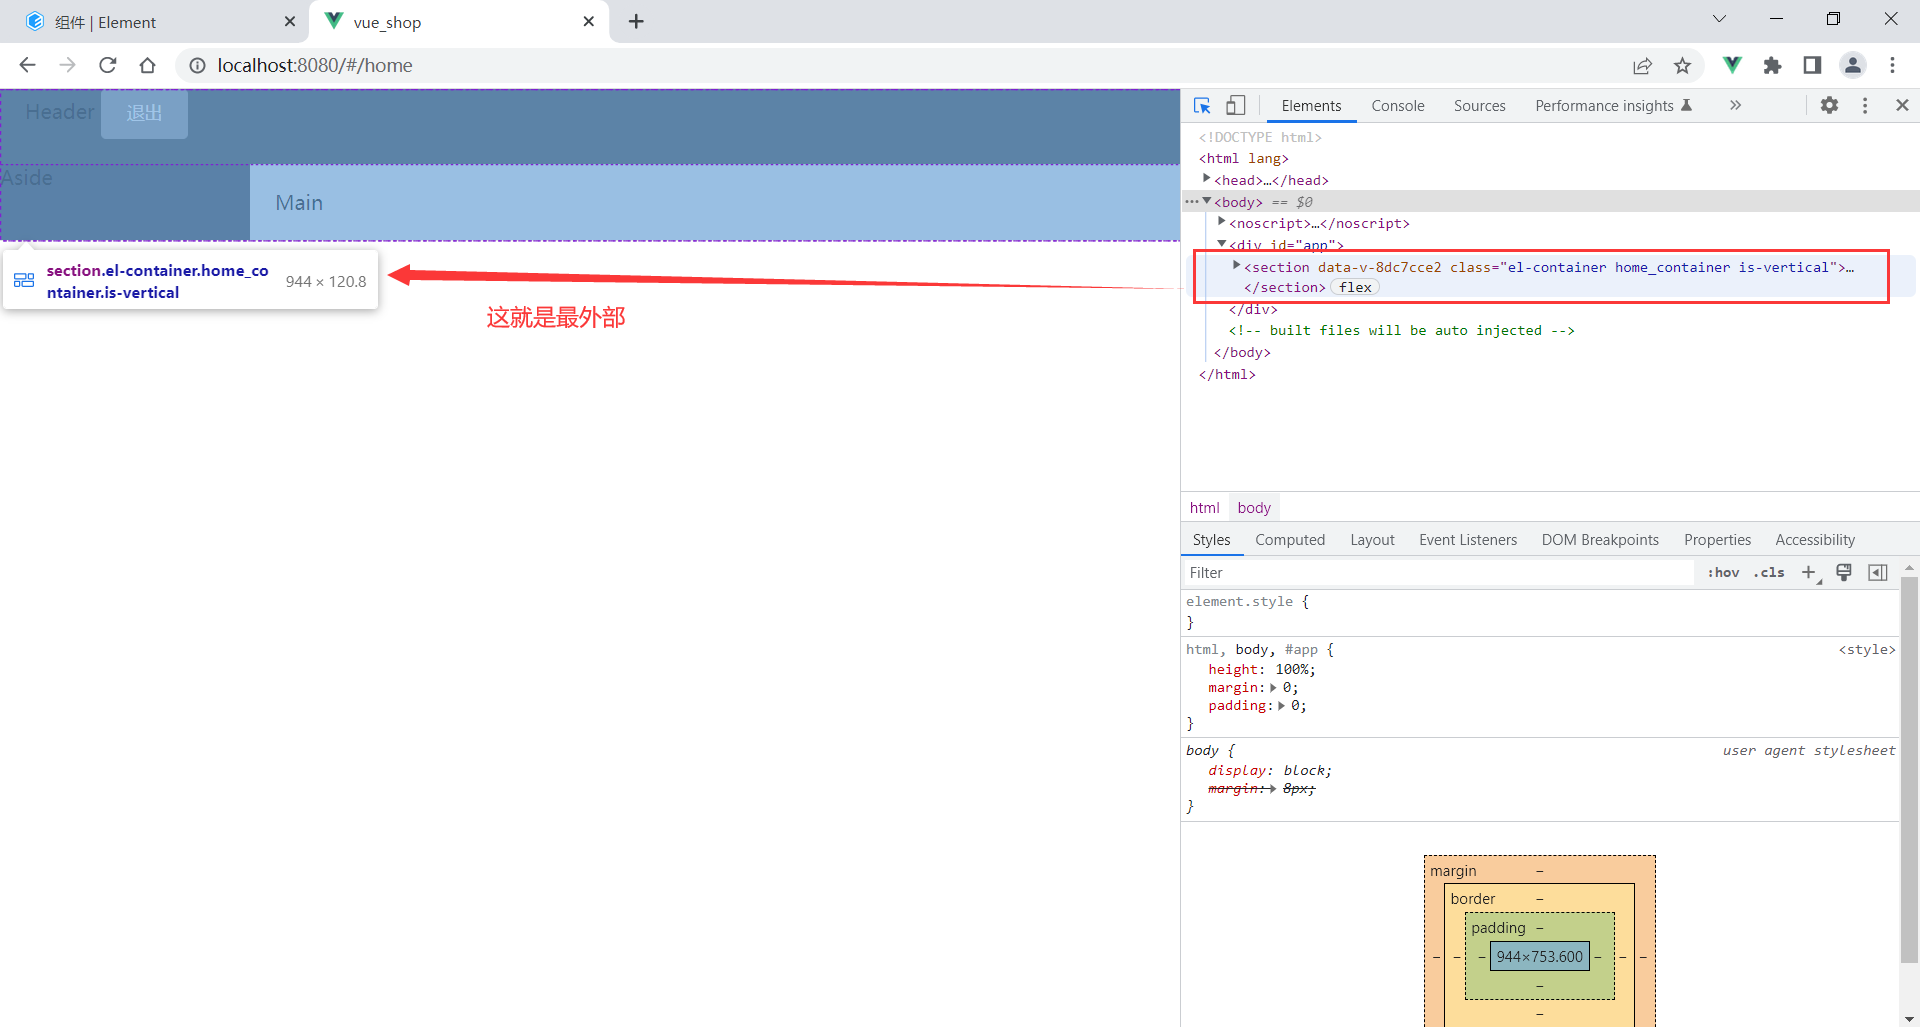 组件 | Element
vue_shop
localhost:8080/#/home
Header 退出
Aside
Main
section.el-container.home_co
ntainer.is-vertical
944 × 120.8
这就是最外部
Elements Console Sources Performance insights
<!DOCTYPE html>
<html lang>
<head>…</head>
<body> == $0
<noscript>…</noscript>
<div id="app">
<section data-v-8dc7cce2 class="el-container home_container is-vertical">…
</section> flex
</div>
<!-- built files will be auto injected -->
</body>
</html>
html body
Styles Computed Layout Event Listeners DOM Breakpoints Properties Accessibility
Filter :hov .cls
element.style {
}
html, body, #app { <style>
height: 100%;
margin: 0;
padding: 0;
}
body { user agent stylesheet
display: block;
margin: 8px;
}
margin –
border –
padding –
– – – 944×753.600 – – –
–
–